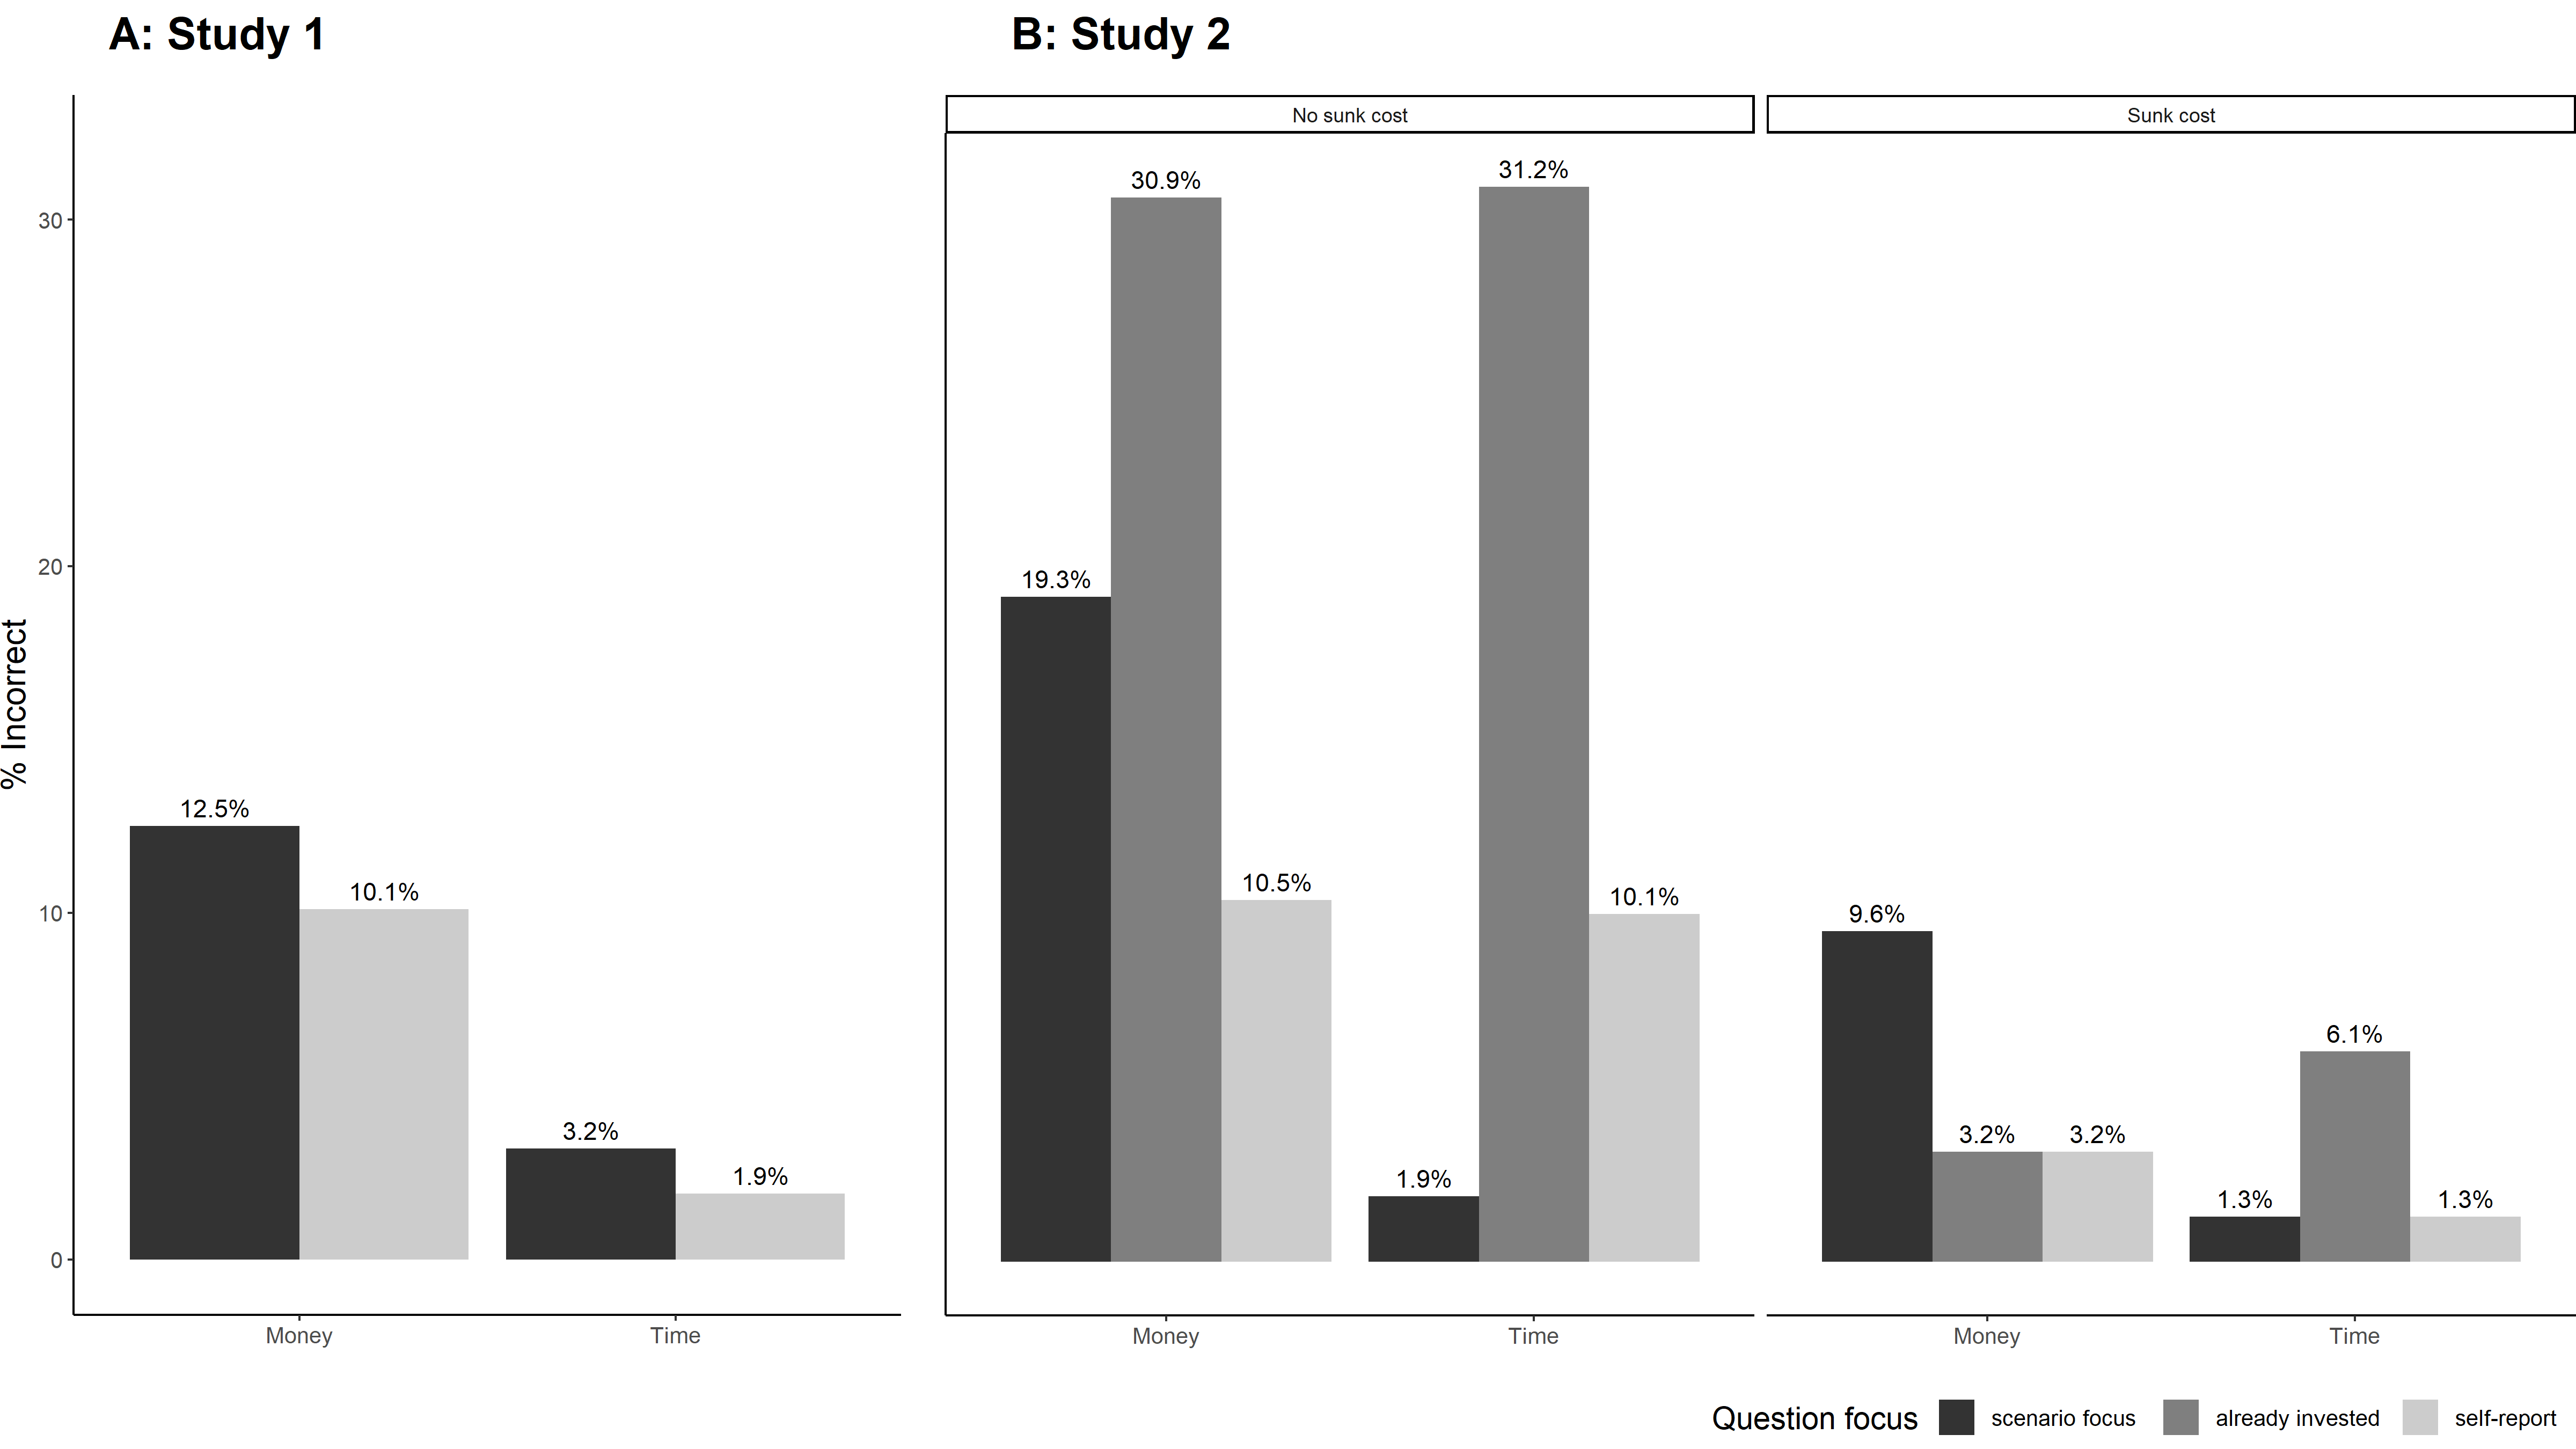 A: Study 1
B: Study 2
No sunk cost
Sunk cost
% Incorrect
30
20
10
0
12.5%
10.1%
3.2%
1.9%
Money
Time
19.3%
30.9%
10.5%
1.9%
31.2%
10.1%
Money
Time
9.6%
3.2%
3.2%
1.3%
6.1%
1.3%
Money
Time
Question focus scenario focus already invested self-report